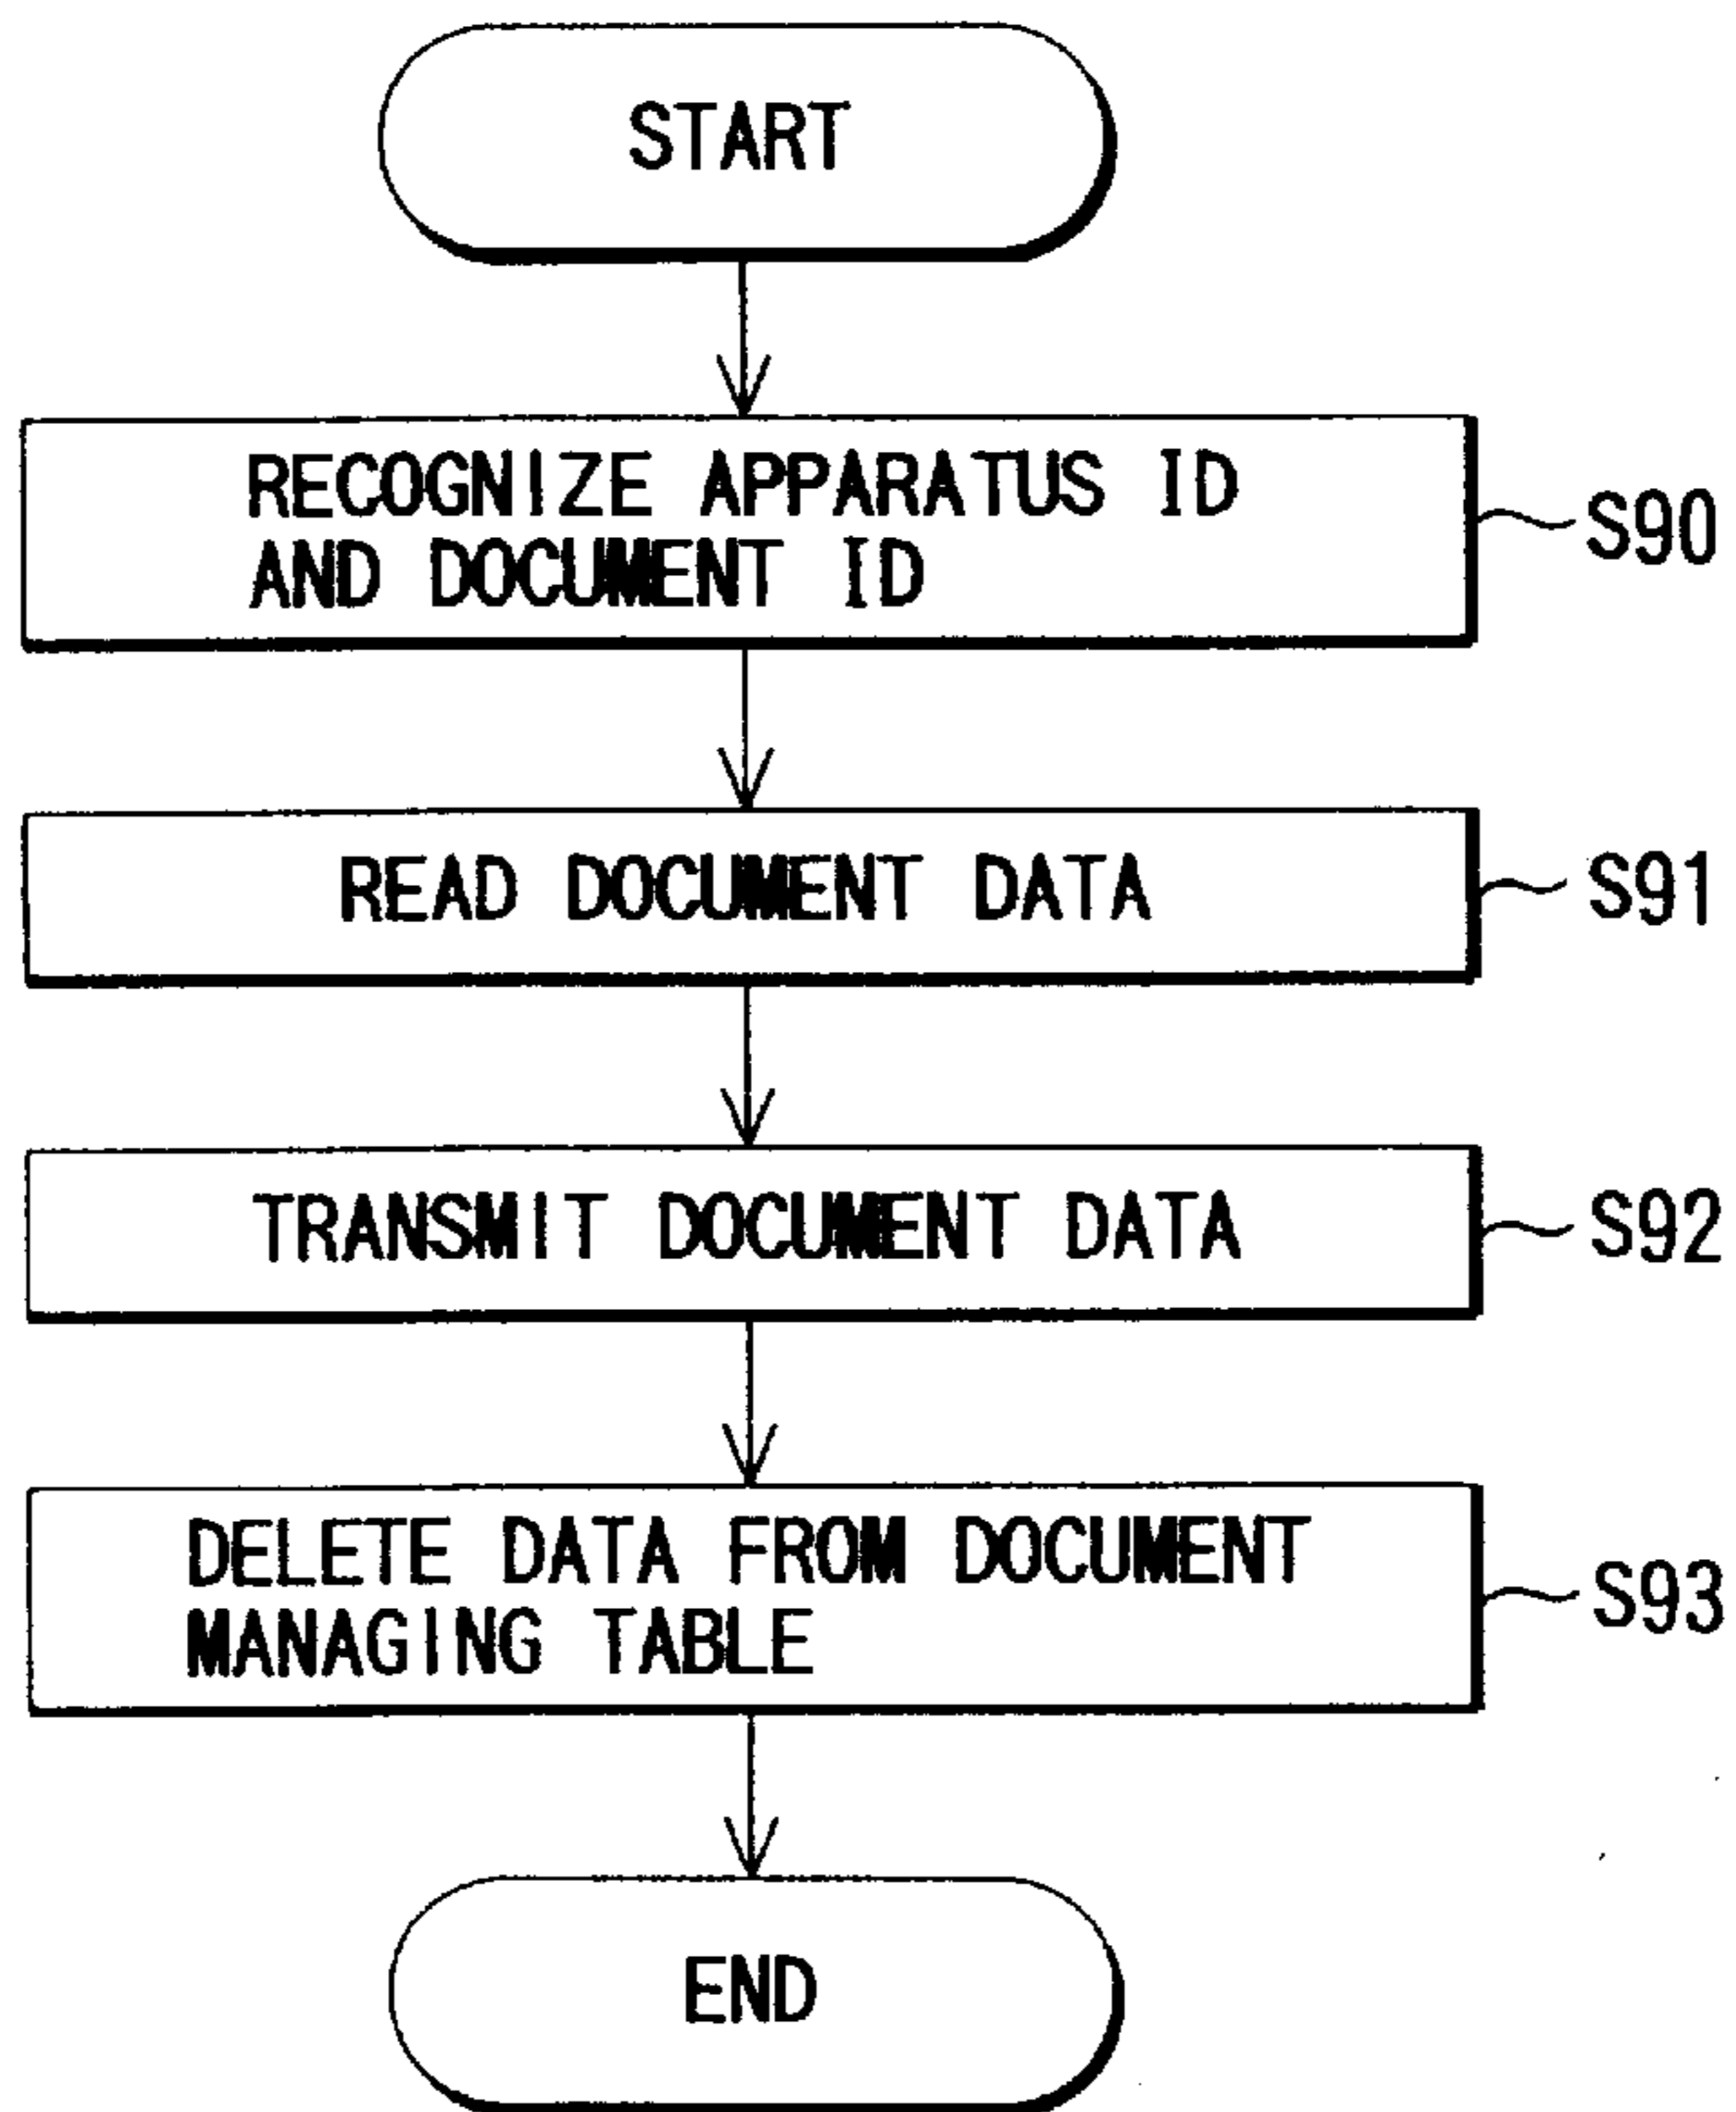 START
RECOGNIZE APPARATUS ID
AND DOCUMENT ID
S90
READ DOCUMENT DATA
S91
TRANSMIT DOCUMENT DATA
S92
DELETE DATA FROM DOCUMENT
MANAGING TABLE
S93
END